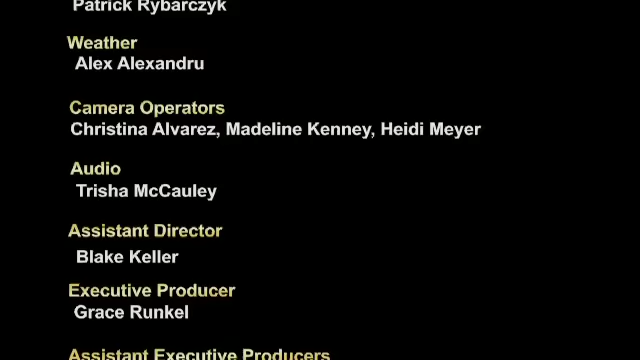 Patrick Rybarczyk
Weather
Alex Alexandru
Camera Operators
Christina Alvarez, Madeline Kenney, Heidi Meyer
Audio
Trisha McCauley
Assistant Director
Blake Keller
Executive Producer
Grace Runkel
Assistant Executive Producers